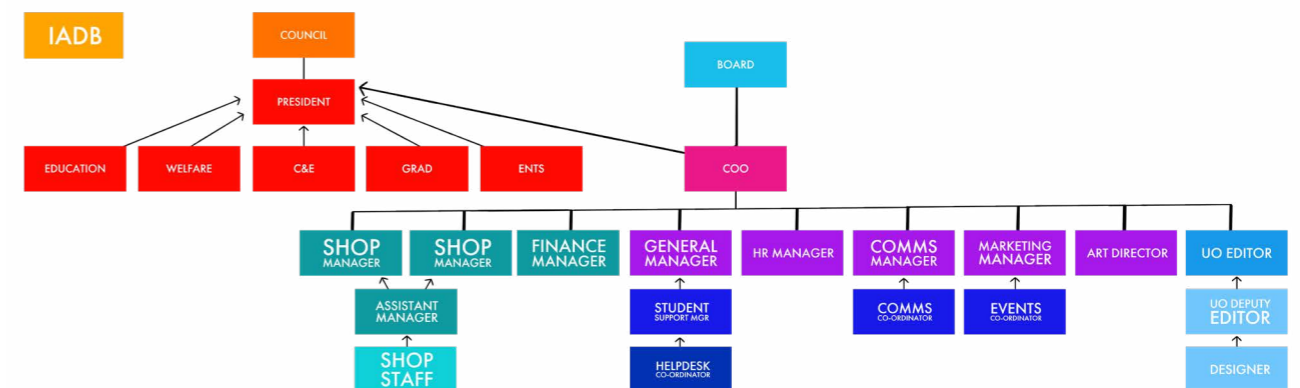 IADB
COUNCIL
BOARD
PRESIDENT
EDUCATION
WELFARE
C&E
GRAD
ENTS
COO
SHOP
MANAGER
SHOP
MANAGER
FINANCE
MANAGER
GENERAL
MANAGER
HR MANAGER
COMMS
MANAGER
MARKETING
MANAGER
ART DIRECTOR
UO EDITOR
ASSISTANT
MANAGER
STUDENT
SUPPORT MGR
COMMS
CO-ORDINATOR
EVENTS
CO-ORDINATOR
UO DEPUTY
EDITOR
SHOP
STAFF
HELPDESK
CO-ORDINATOR
DESIGNER